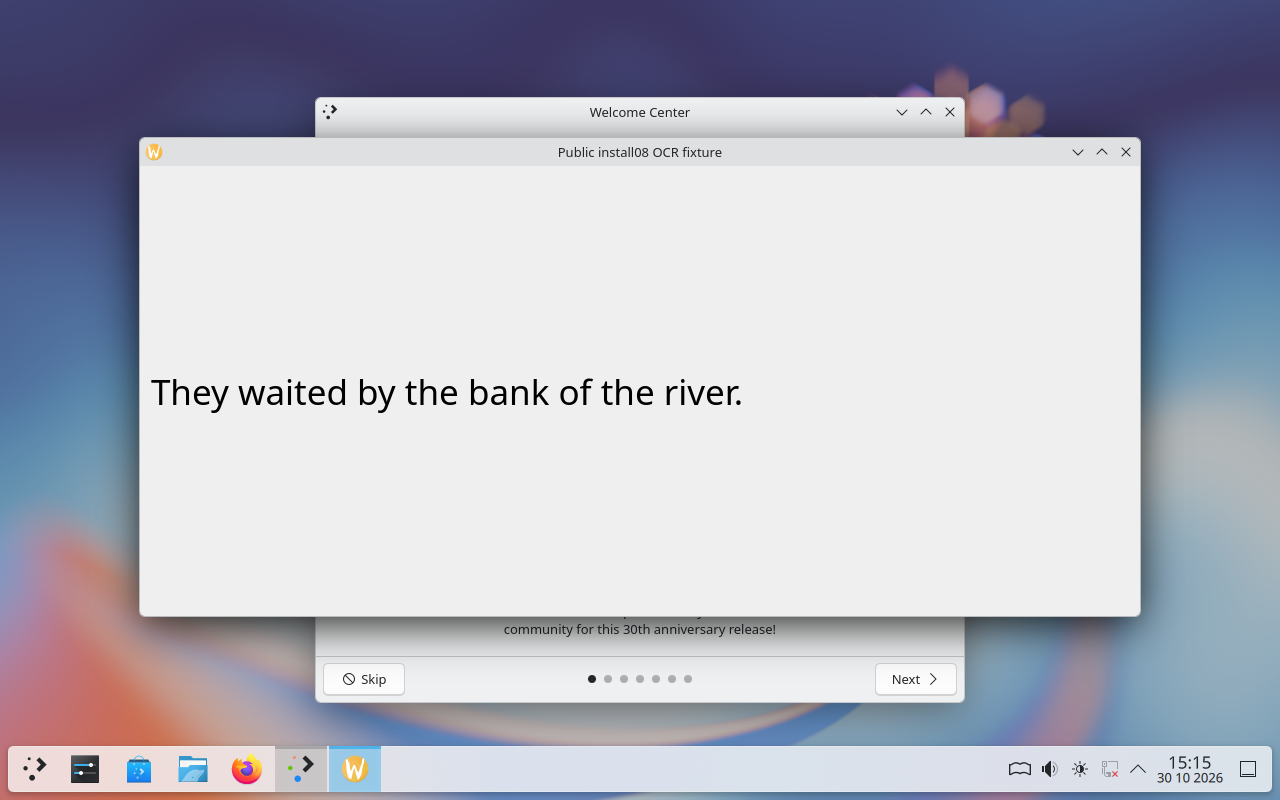 Welcome Center
Public install08 OCR fixture
They waited by the bank of the river.
community for this 30th anniversary release!
Skip
Next
15:15
30 10 2026